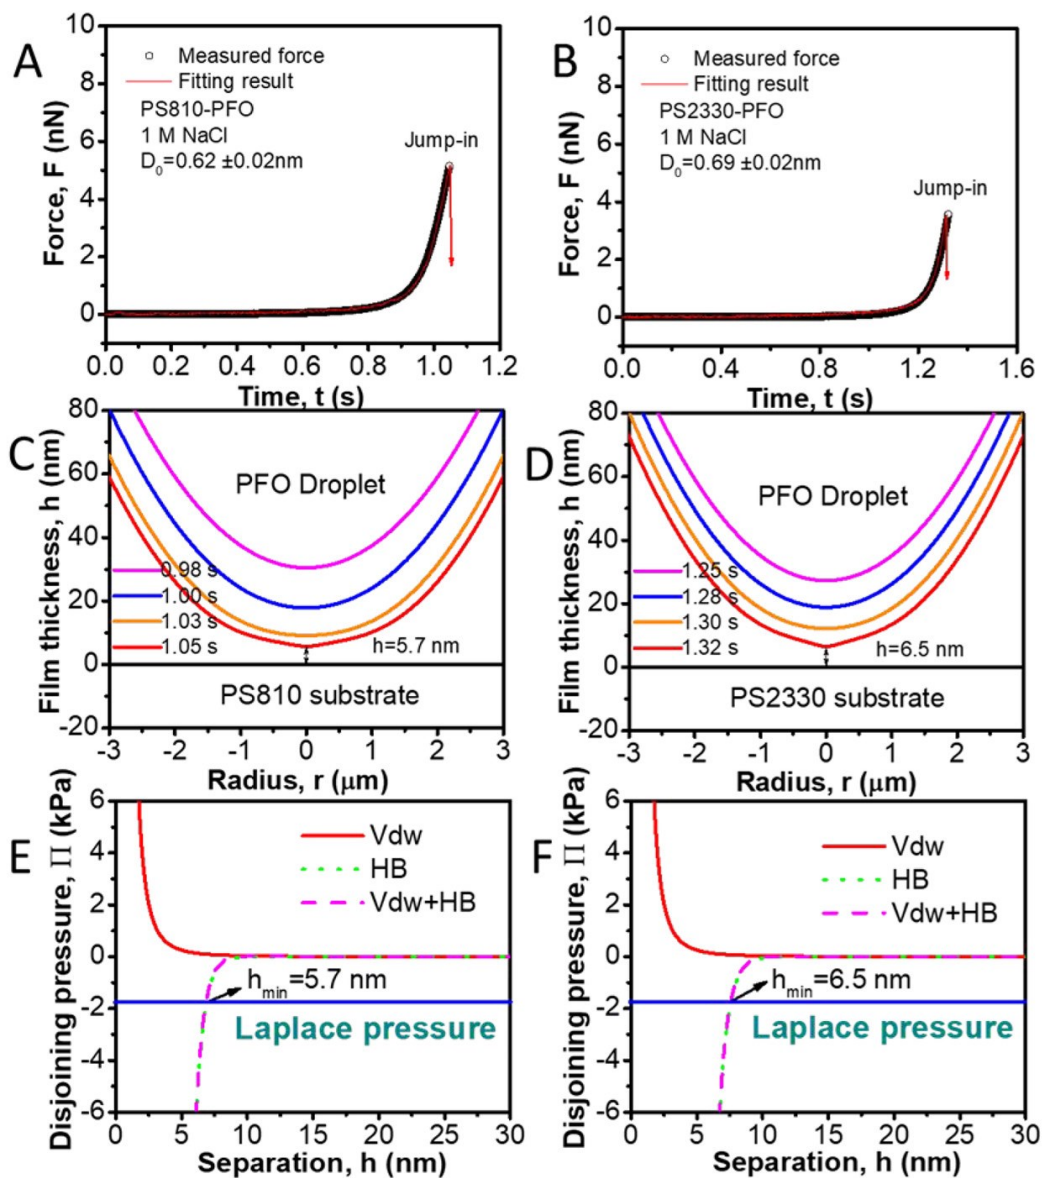 A
10
8
6
4
2
0
Force, F (nN)
Measured force
Fitting result
PS810-PFO
1 M NaCl
D0=0.62 ±0.02nm
Jump-in
0.0 0.2 0.4 0.6 0.8 1.0 1.2
Time, t (s)
B
10
8
6
4
2
0
Force, F (nN)
Measured force
Fitting result
PS2330-PFO
1 M NaCl
D0=0.69 ±0.02nm
Jump-in
0.0 0.4 0.8 1.2 1.6
Time, t (s)
C
80
60
40
20
0
-20
Film thickness, h (nm)
PFO Droplet
0.98 s
1.00 s
1.03 s
1.05 s
h=5.7 nm
PS810 substrate
-3 -2 -1 0 1 2 3
Radius, r (μm)
D
80
60
40
20
0
-20
Film thickness, h (nm)
PFO Droplet
1.25 s
1.28 s
1.30 s
1.32 s
h=6.5 nm
PS2330 substrate
-3 -2 -1 0 1 2 3
Radius, r (μm)
E
6
4
2
0
-2
-4
-6
Disjoining pressure, Π (kPa)
Vdw
HB
Vdw+HB
hmin=5.7 nm
Laplace pressure
0 5 10 15 20 25 30
Separation, h (nm)
F
6
4
2
0
-2
-4
-6
Disjoining pressure, Π (kPa)
Vdw
HB
Vdw+HB
hmin=6.5 nm
Laplace pressure
0 5 10 15 20 25 30
Separation, h (nm)